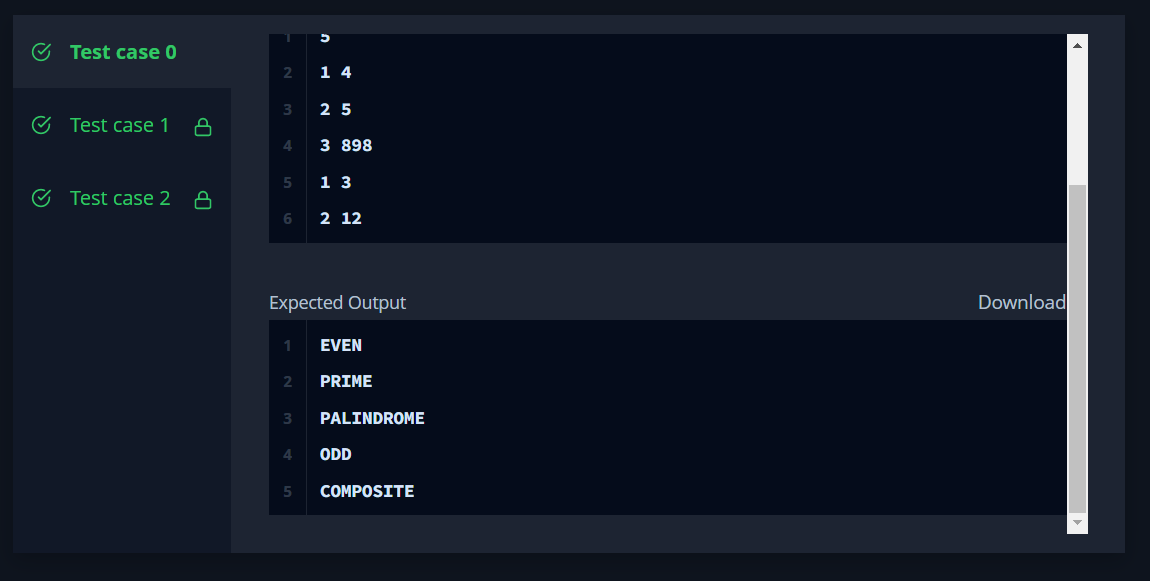 Test case 0
Test case 1
Test case 2
1 5
2 1 4
3 2 5
4 3 898
5 1 3
6 2 12
Expected Output
Download
1 EVEN
2 PRIME
3 PALINDROME
4 ODD
5 COMPOSITE